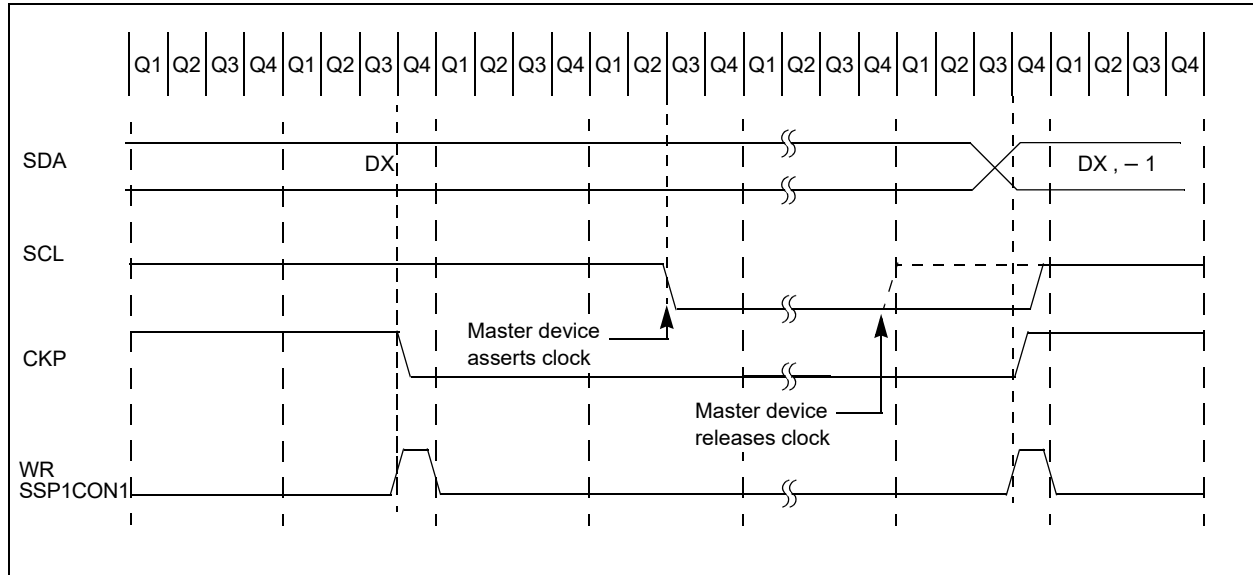 Q1 Q2 Q3 Q4 Q1 Q2 Q3 Q4 Q1 Q2 Q3 Q4 Q1 Q2 Q3 Q4 Q1 Q2 Q3 Q4 Q1 Q2 Q3 Q4 Q1 Q2 Q3 Q4
SDA
DX
DX , – 1
SCL
Master device
asserts clock
CKP
Master device
releases clock
WR
SSP1CON1